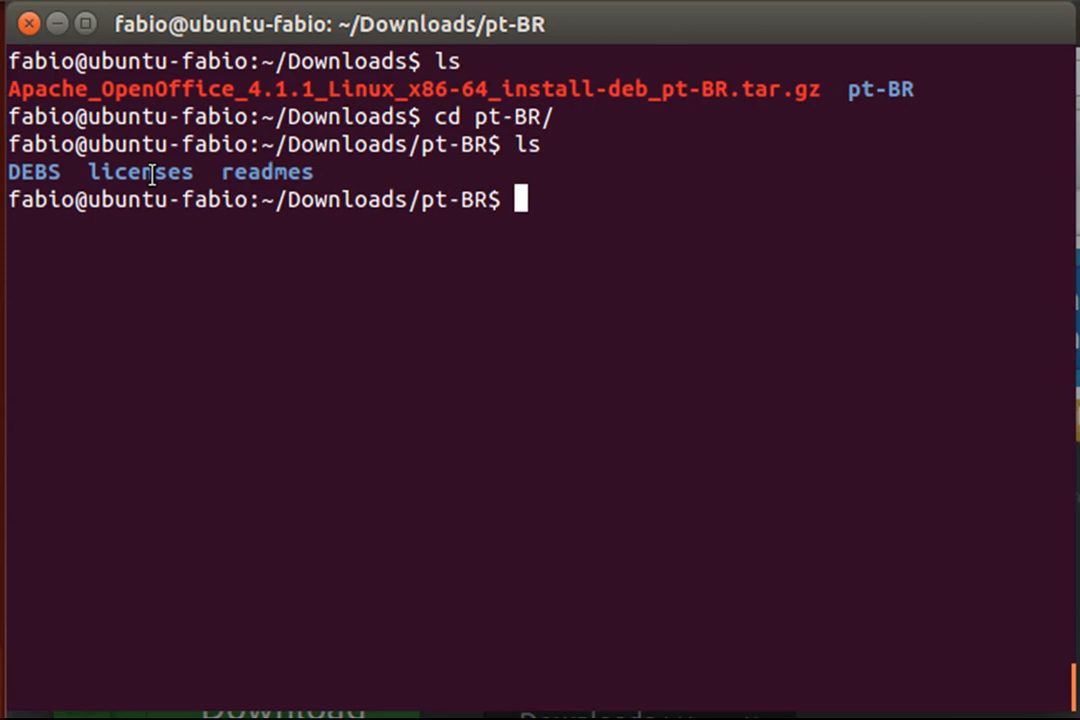 fabio@ubuntu-fabio: ~/Downloads/pt-BR
fabio@ubuntu-fabio:~/Downloads$ ls
Apache_OpenOffice_4.1.1_Linux_x86-64_install-deb_pt-BR.tar.gz pt-BR
fabio@ubuntu-fabio:~/Downloads$ cd pt-BR/
fabio@ubuntu-fabio:~/Downloads/pt-BR$ ls
DEBS licenses readmes
fabio@ubuntu-fabio:~/Downloads/pt-BR$
Download